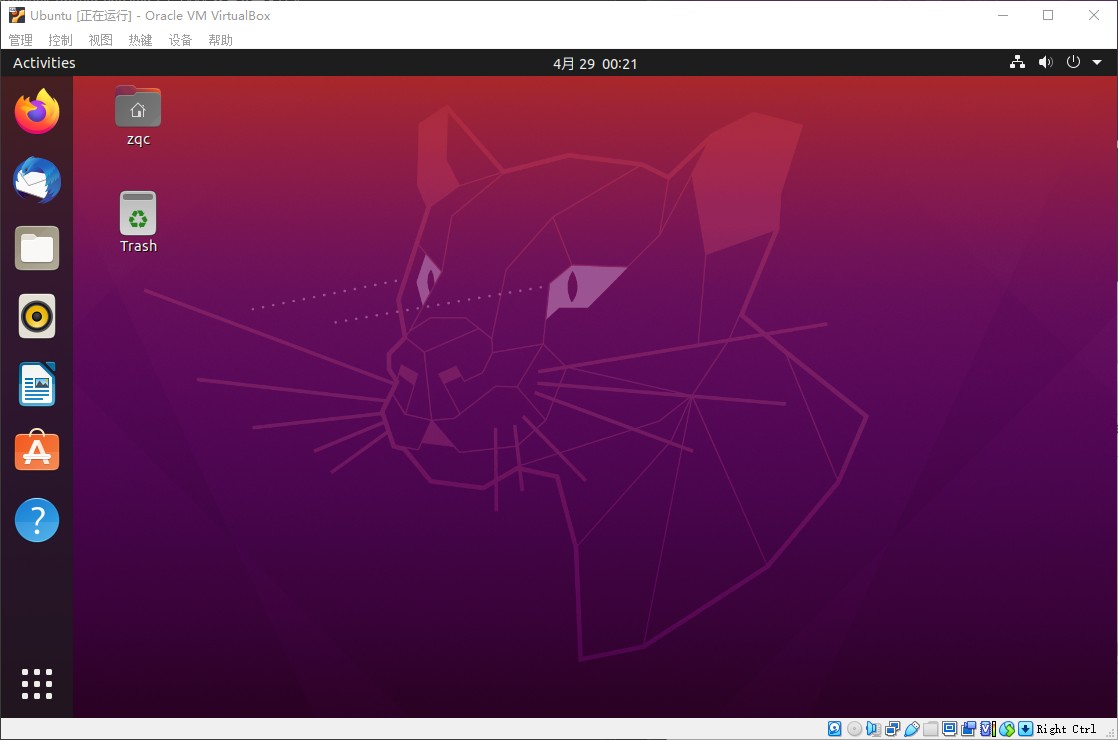 Ubuntu [正在运行] - Oracle VM VirtualBox
管理 控制 视图 热键 设备 帮助
Activities 4月 29 00:21
zqc
Trash
Right Ctrl